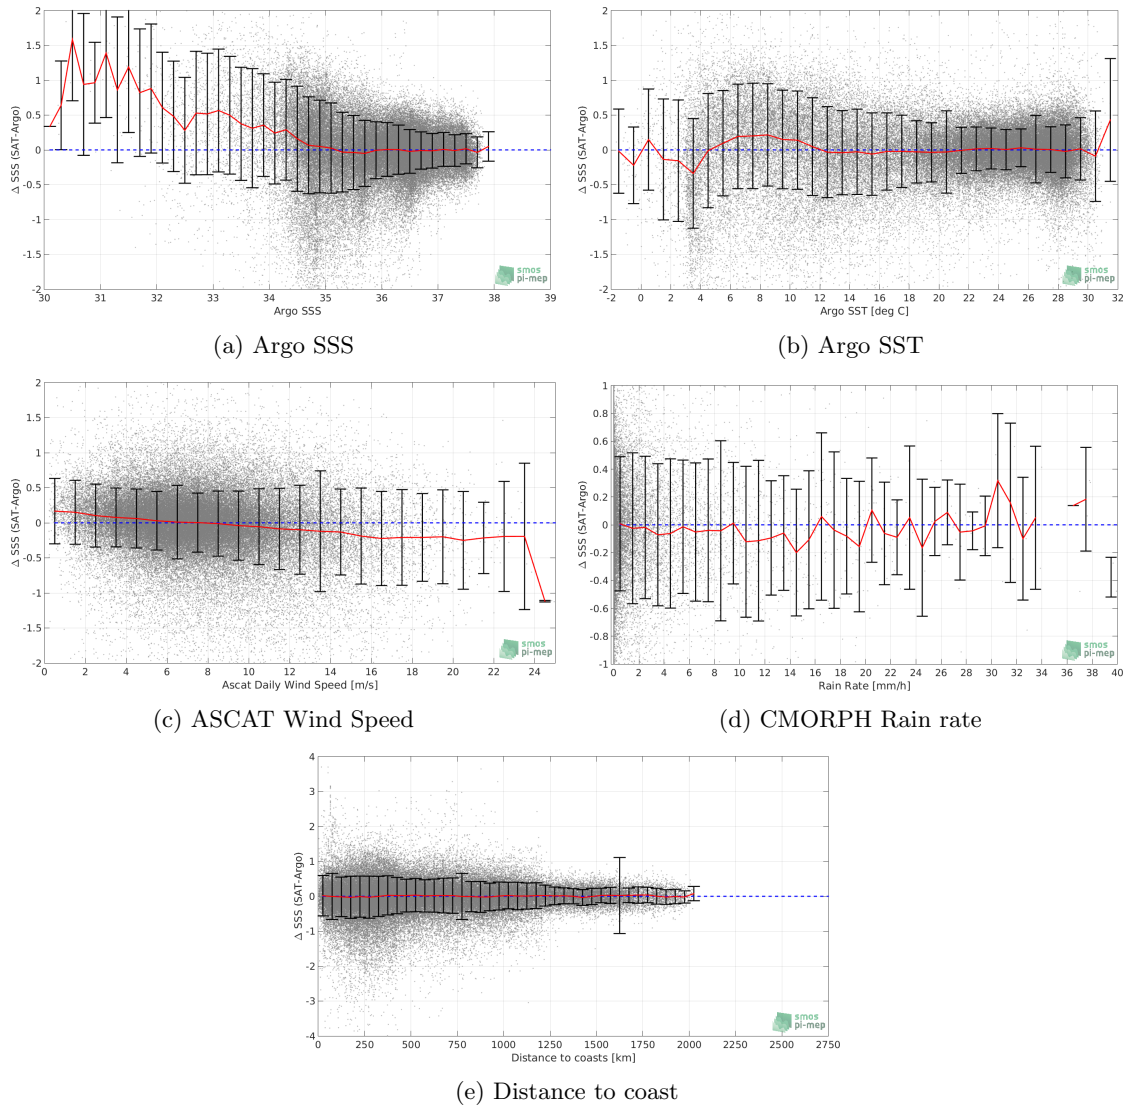 2
1.5
1
0.5
0
-0.5
-1
-1.5
-2
Δ SSS (SAT-Argo)
30 31 32 33 34 35 36 37 38 39
Argo SSS
smos
pi-mep
(a) Argo SSS
2
1.5
1
0.5
0
-0.5
-1
-1.5
-2
Δ SSS (SAT-Argo)
-2 0 2 4 6 8 10 12 14 16 18 20 22 24 26 28 30 32
Argo SST [deg C]
smos
pi-mep
(b) Argo SST
2
1.5
1
0.5
0
-0.5
-1
-1.5
-2
Δ SSS (SAT-Argo)
0 2 4 6 8 10 12 14 16 18 20 22 24
Ascat Daily Wind Speed [m/s]
smos
pi-mep
(c) ASCAT Wind Speed
1
0.8
0.6
0.4
0.2
0
-0.2
-0.4
-0.6
-0.8
-1
Δ SSS (SAT-Argo)
0 2 4 6 8 10 12 14 16 18 20 22 24 26 28 30 32 34 36 38 40
Rain Rate [mm/h]
smos
pi-mep
(d) CMORPH Rain rate
4
3
2
1
0
-1
-2
-3
-4
Δ SSS (SAT-Argo)
0 250 500 750 1000 1250 1500 1750 2000 2250 2500 2750
Distance to coasts [km]
smos
pi-mep
(e) Distance to coast